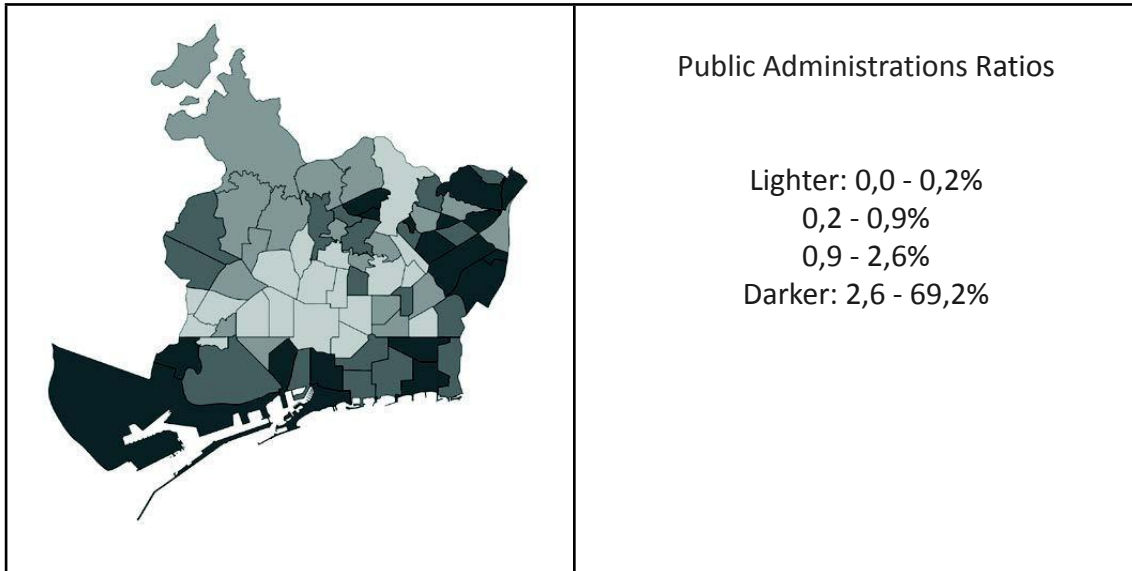 Public Administrations Ratios
Lighter: 0,0 - 0,2%
0,2 - 0,9%
0,9 - 2,6%
Darker: 2,6 - 69,2%